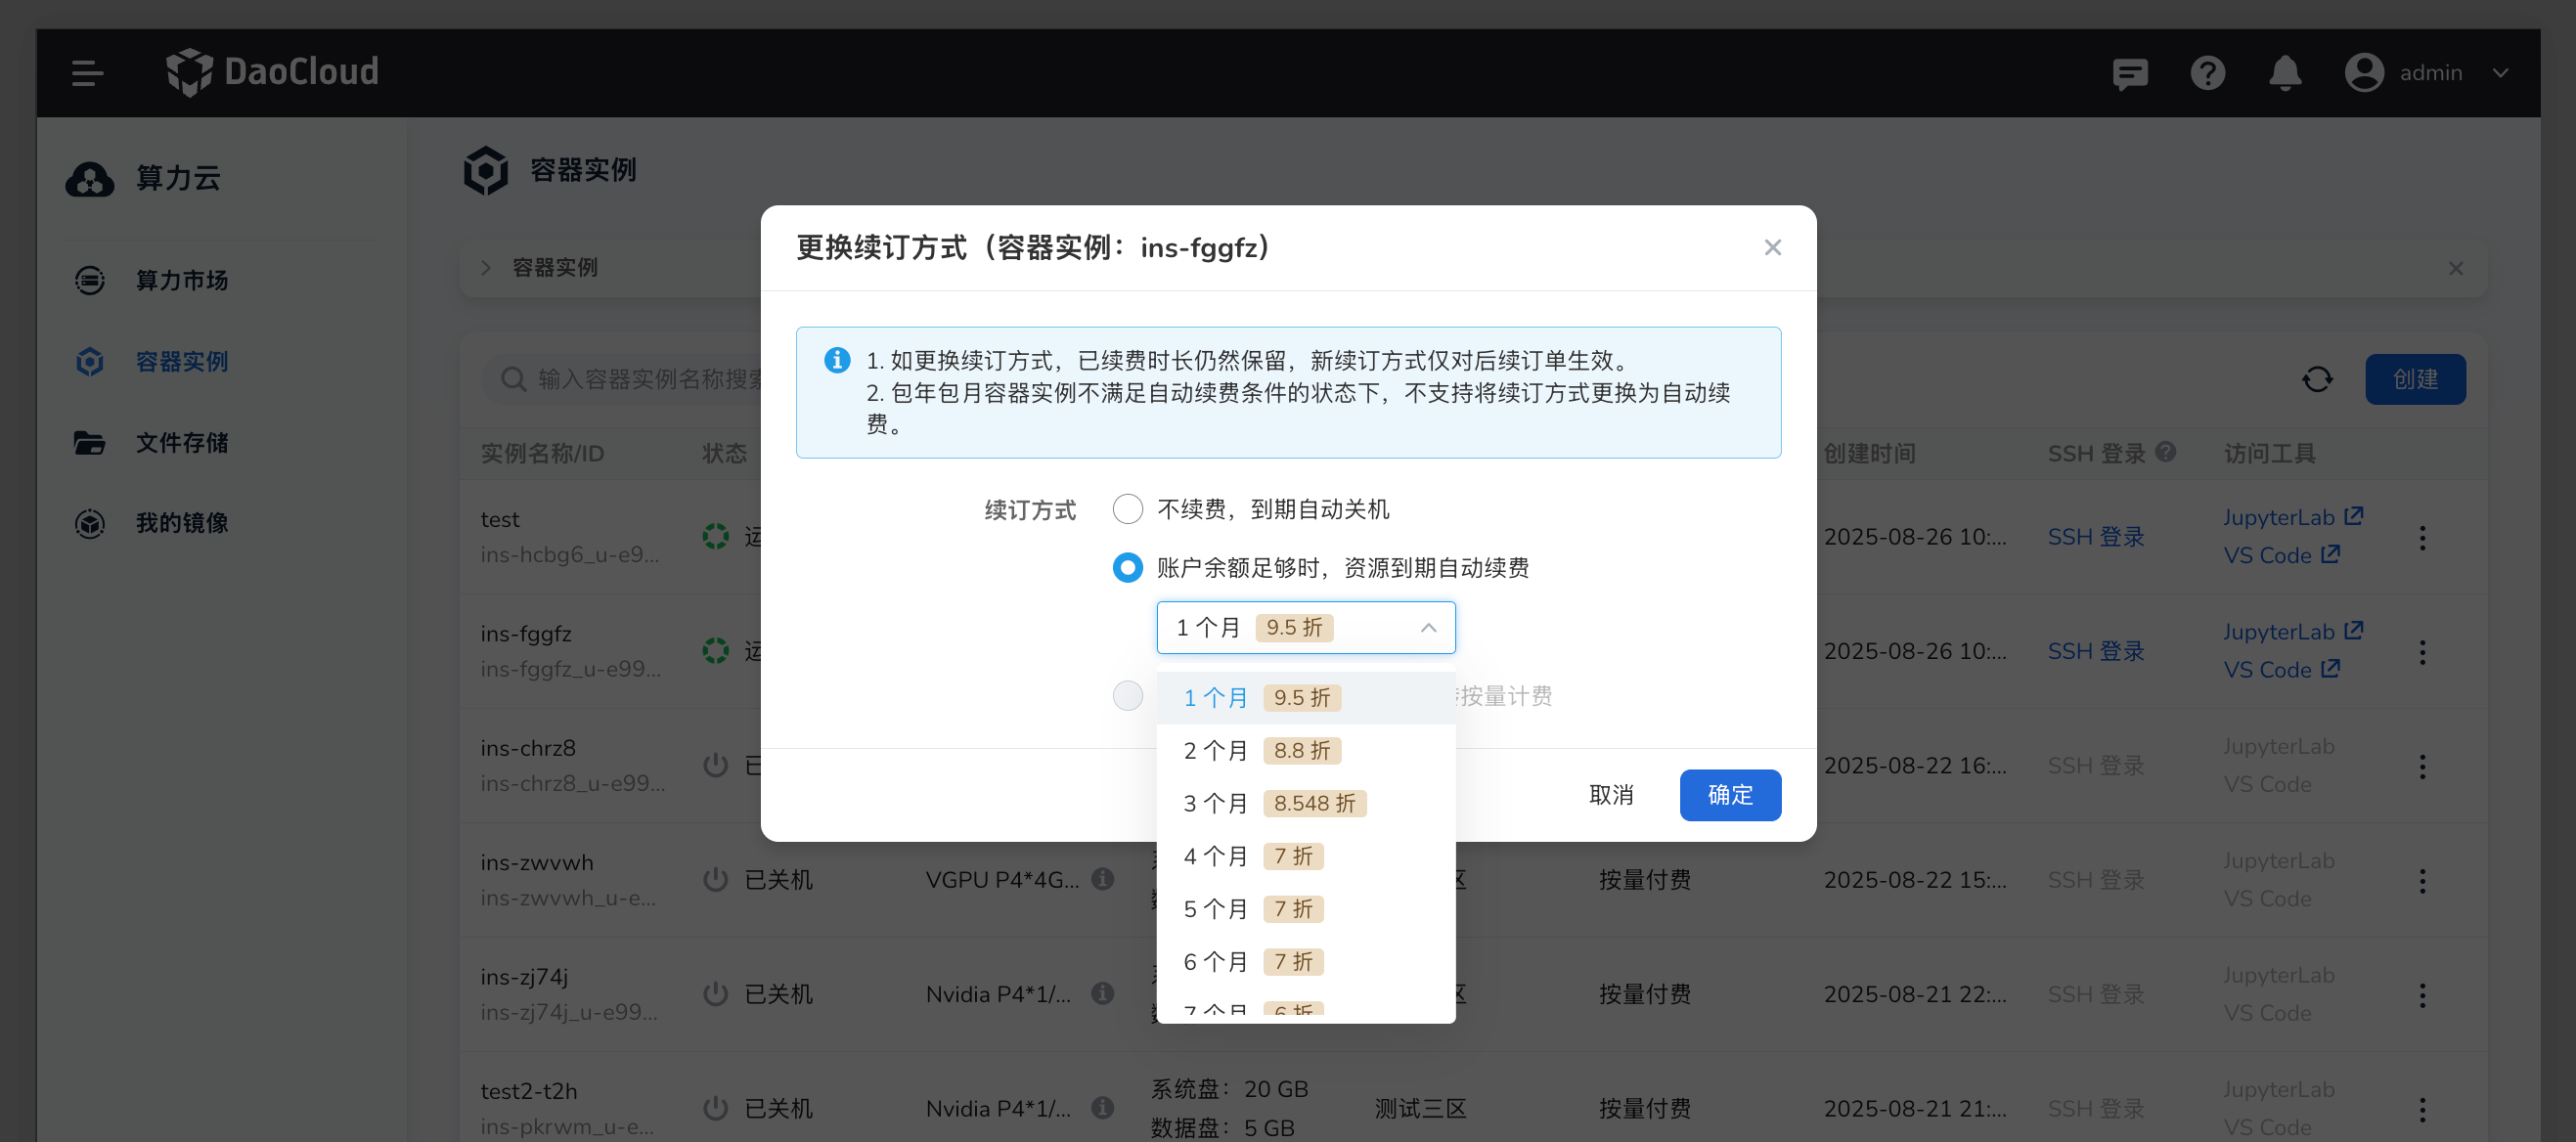 DaoCloud
admin
算力云
算力市场
容器实例
文件存储
我的镜像
容器实例
容器实例
输入容器实例名称搜索
创建
更换续订方式（容器实例：ins-fggfz）
1. 如更换续订方式，已续费时长仍然保留，新续订方式仅对后续订单生效。
2. 包年包月容器实例不满足自动续费条件的状态下，不支持将续订方式更换为自动续
费。
续订方式
不续费，到期自动关机
账户余额足够时，资源到期自动续费
1 个月 9.5 折
1 个月 9.5 折
2 个月 8.8 折
3 个月 8.548 折
4 个月 7 折
5 个月 7 折
6 个月 7 折
7 个月 6 折
按量计费
取消
确定
实例名称/ID 状态 创建时间 SSH 登录 访问工具
test
ins-hcbg6_u-e9...
运
2025-08-26 10:...
SSH 登录
JupyterLab
VS Code
ins-fggfz
ins-fggfz_u-e99...
运
2025-08-26 10:...
SSH 登录
JupyterLab
VS Code
ins-chrz8
ins-chrz8_u-e99...
已
2025-08-22 16:...
SSH 登录
JupyterLab
VS Code
ins-zwvwh
ins-zwvwh_u-e...
已关机
VGPU P4*4G...
区
按量付费
2025-08-22 15:...
SSH 登录
JupyterLab
VS Code
ins-zj74j
ins-zj74j_u-e99...
已关机
Nvidia P4*1/...
区
按量付费
2025-08-21 22:...
SSH 登录
JupyterLab
VS Code
test2-t2h
ins-pkrwm_u-e...
已关机
Nvidia P4*1/...
系统盘：20 GB
数据盘：5 GB
测试三区
按量付费
2025-08-21 21:...
SSH 登录
JupyterLab
VS Code